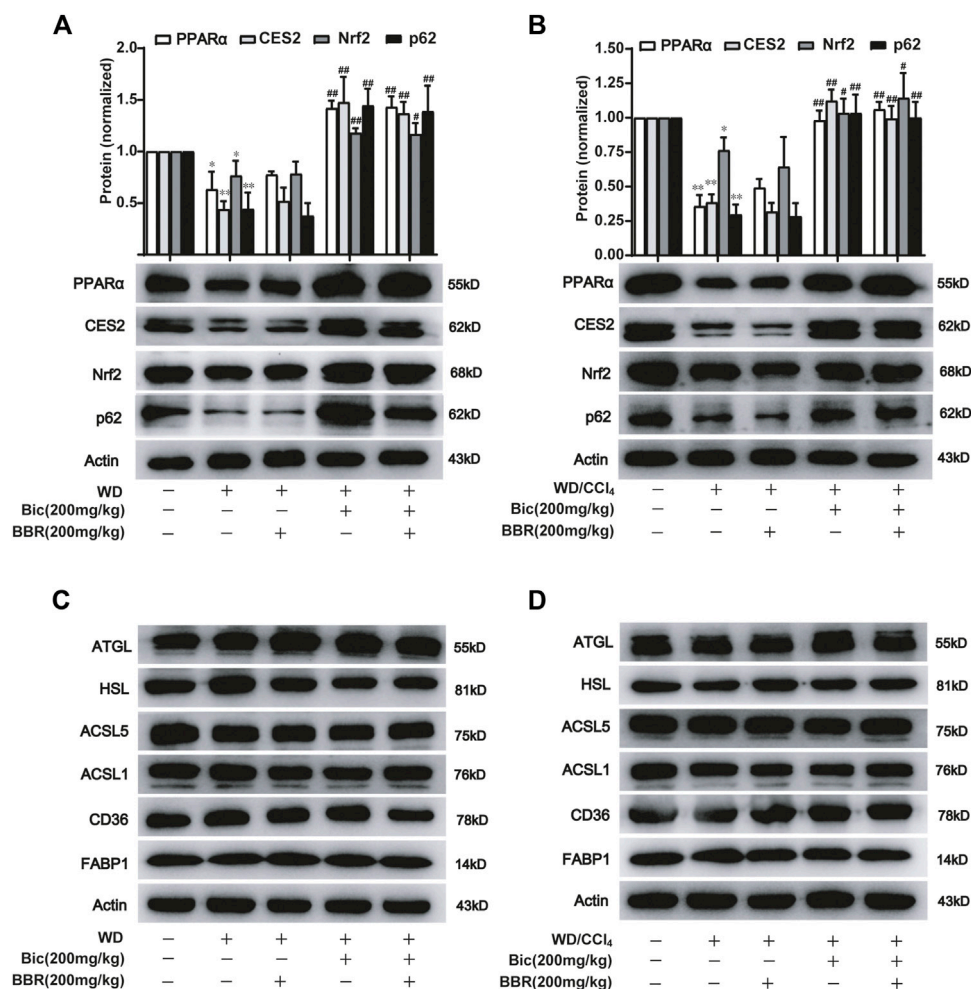 A
PPARα CES2 Nrf2 p62
Protein (normalized)
2.0
1.5
1.0
0.5
* ** * **
## ## ## ##
## ## # ##
PPARα 55kD
CES2 62kD
Nrf2 68kD
p62 62kD
Actin 43kD
WD − + + + +
Bic(200mg/kg) − − − + +
BBR(200mg/kg) − − + − +
B
PPARα CES2 Nrf2 p62
Protein (normalized)
1.50
1.25
1.00
0.75
0.50
0.25
0.00
** ** * **
## ## # ##
## ## # ##
PPARα 55kD
CES2 62kD
Nrf2 68kD
p62 62kD
Actin 43kD
WD/CCl₄ − + + + +
Bic(200mg/kg) − − − + +
BBR(200mg/kg) − − + − +
C
ATGL 55kD
HSL 81kD
ACSL5 75kD
ACSL1 76kD
CD36 78kD
FABP1 14kD
Actin 43kD
WD − + + + +
Bic(200mg/kg) − − − + +
BBR(200mg/kg) − − + − +
D
ATGL 55kD
HSL 81kD
ACSL5 75kD
ACSL1 76kD
CD36 78kD
FABP1 14kD
Actin 43kD
WD/CCl₄ − + + + +
Bic(200mg/kg) − − − + +
BBR(200mg/kg) − − + − +